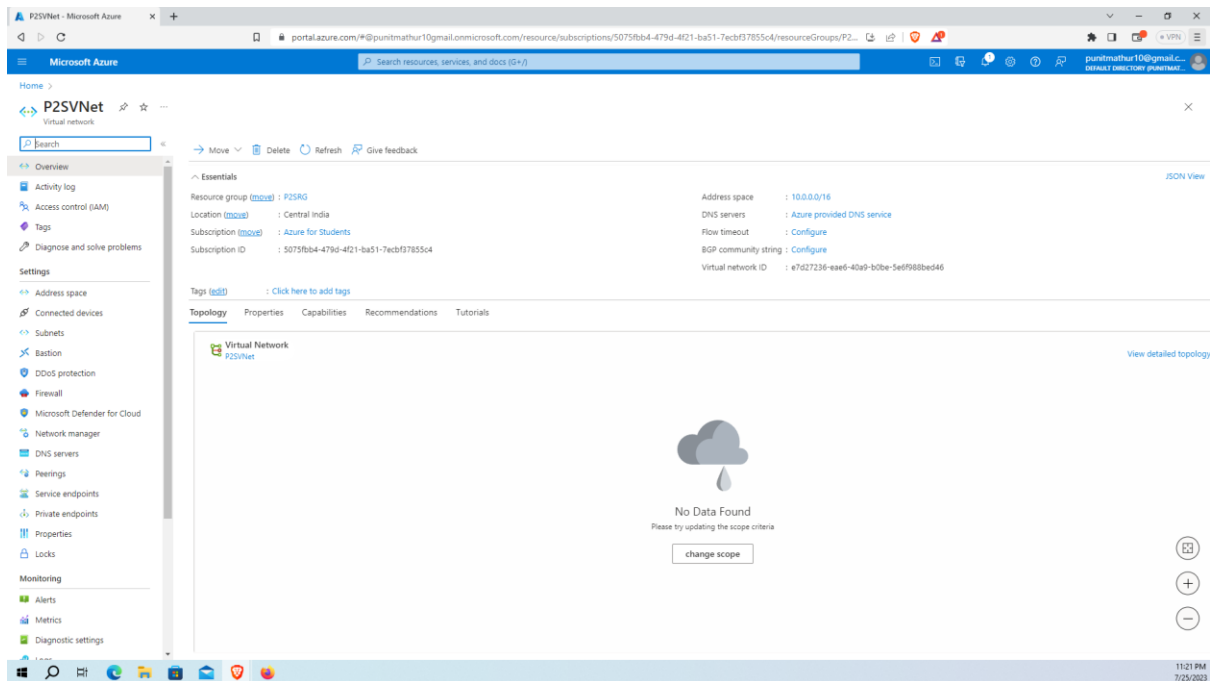 P2SVNet - Microsoft Azure
portal.azure.com/#@punitmathur10gmail.onmicrosoft.com/resource/subscriptions/5075fbb4-479d-4f21-ba51-7ecbf37855c4/resourceGroups/P2...
VPN
Microsoft Azure
Search resources, services, and docs (G+/)
1
punitmathur10@gmail.c...
DEFAULT DIRECTORY (PUNITMAT...
Home >
P2SVNet ...
Virtual network
Search
«
Move
Delete
Refresh
Give feedback
Overview
Activity log
Access control (IAM)
Tags
Diagnose and solve problems
Settings
Address space
Connected devices
Subnets
Bastion
DDoS protection
Firewall
Microsoft Defender for Cloud
Network manager
DNS servers
Peerings
Service endpoints
Private endpoints
Properties
Locks
Monitoring
Alerts
Metrics
Diagnostic settings
Essentials
JSON View
Resource group (move) : P2SRG
Location (move) : Central India
Subscription (move) : Azure for Students
Subscription ID : 5075fbb4-479d-4f21-ba51-7ecbf37855c4
Address space : 10.0.0.0/16
DNS servers : Azure provided DNS service
Flow timeout : Configure
BGP community string : Configure
Virtual network ID : e7d27236-eae6-40a9-b0be-5e6f988bed46
Tags (edit) : Click here to add tags
Topology Properties Capabilities Recommendations Tutorials
Virtual Network
P2SVNet
View detailed topology
No Data Found
Please try updating the scope criteria
change scope
11:21 PM
7/25/2023